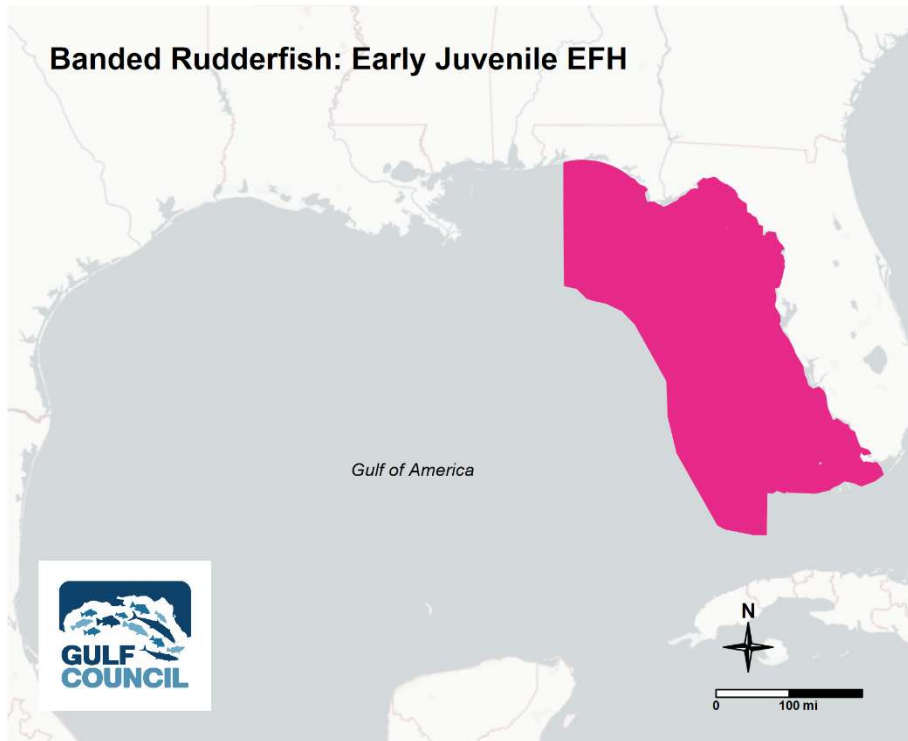 Banded Rudderfish: Early Juvenile EFH
Gulf of America
GULF
COUNCIL
N
0 100 mi